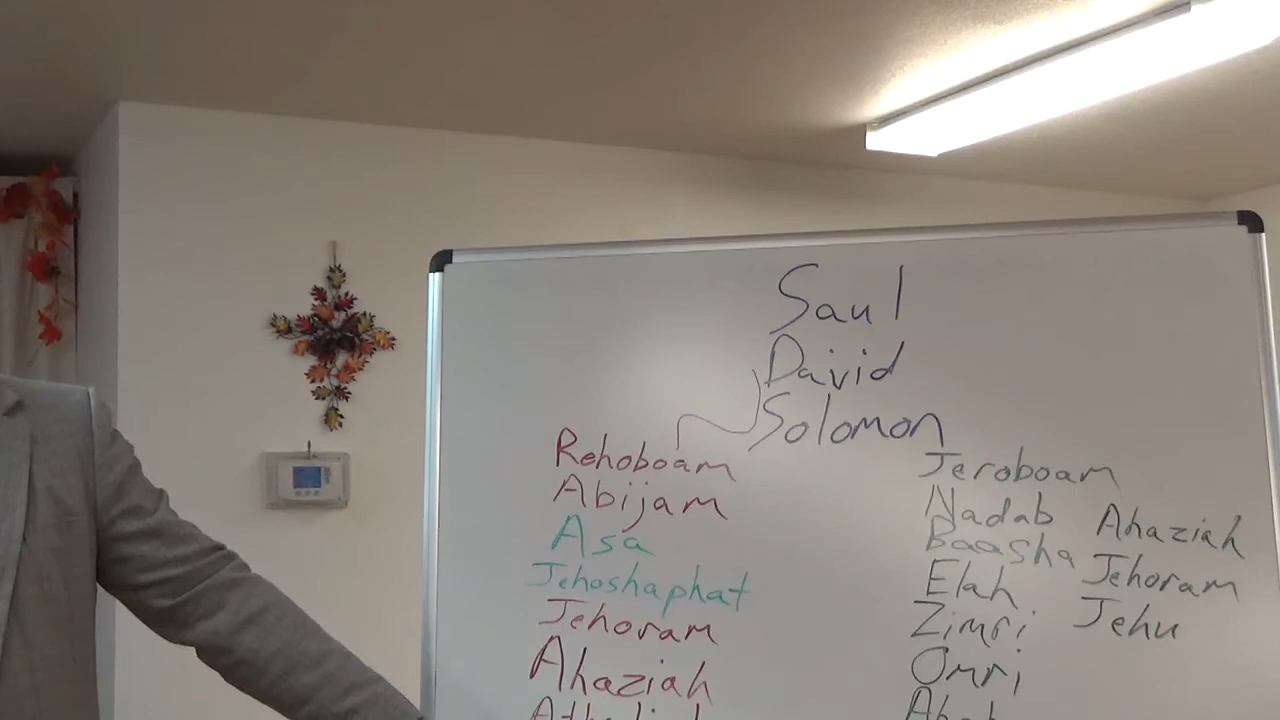 Saul
David
Solomon
Rehoboam
Abijam
Asa
Jehoshaphat
Jehoram
Ahaziah
Jeroboam
Nadab
Baasha
Elah
Zimri
Omri
Ahaziah
Jehoram
Jehu